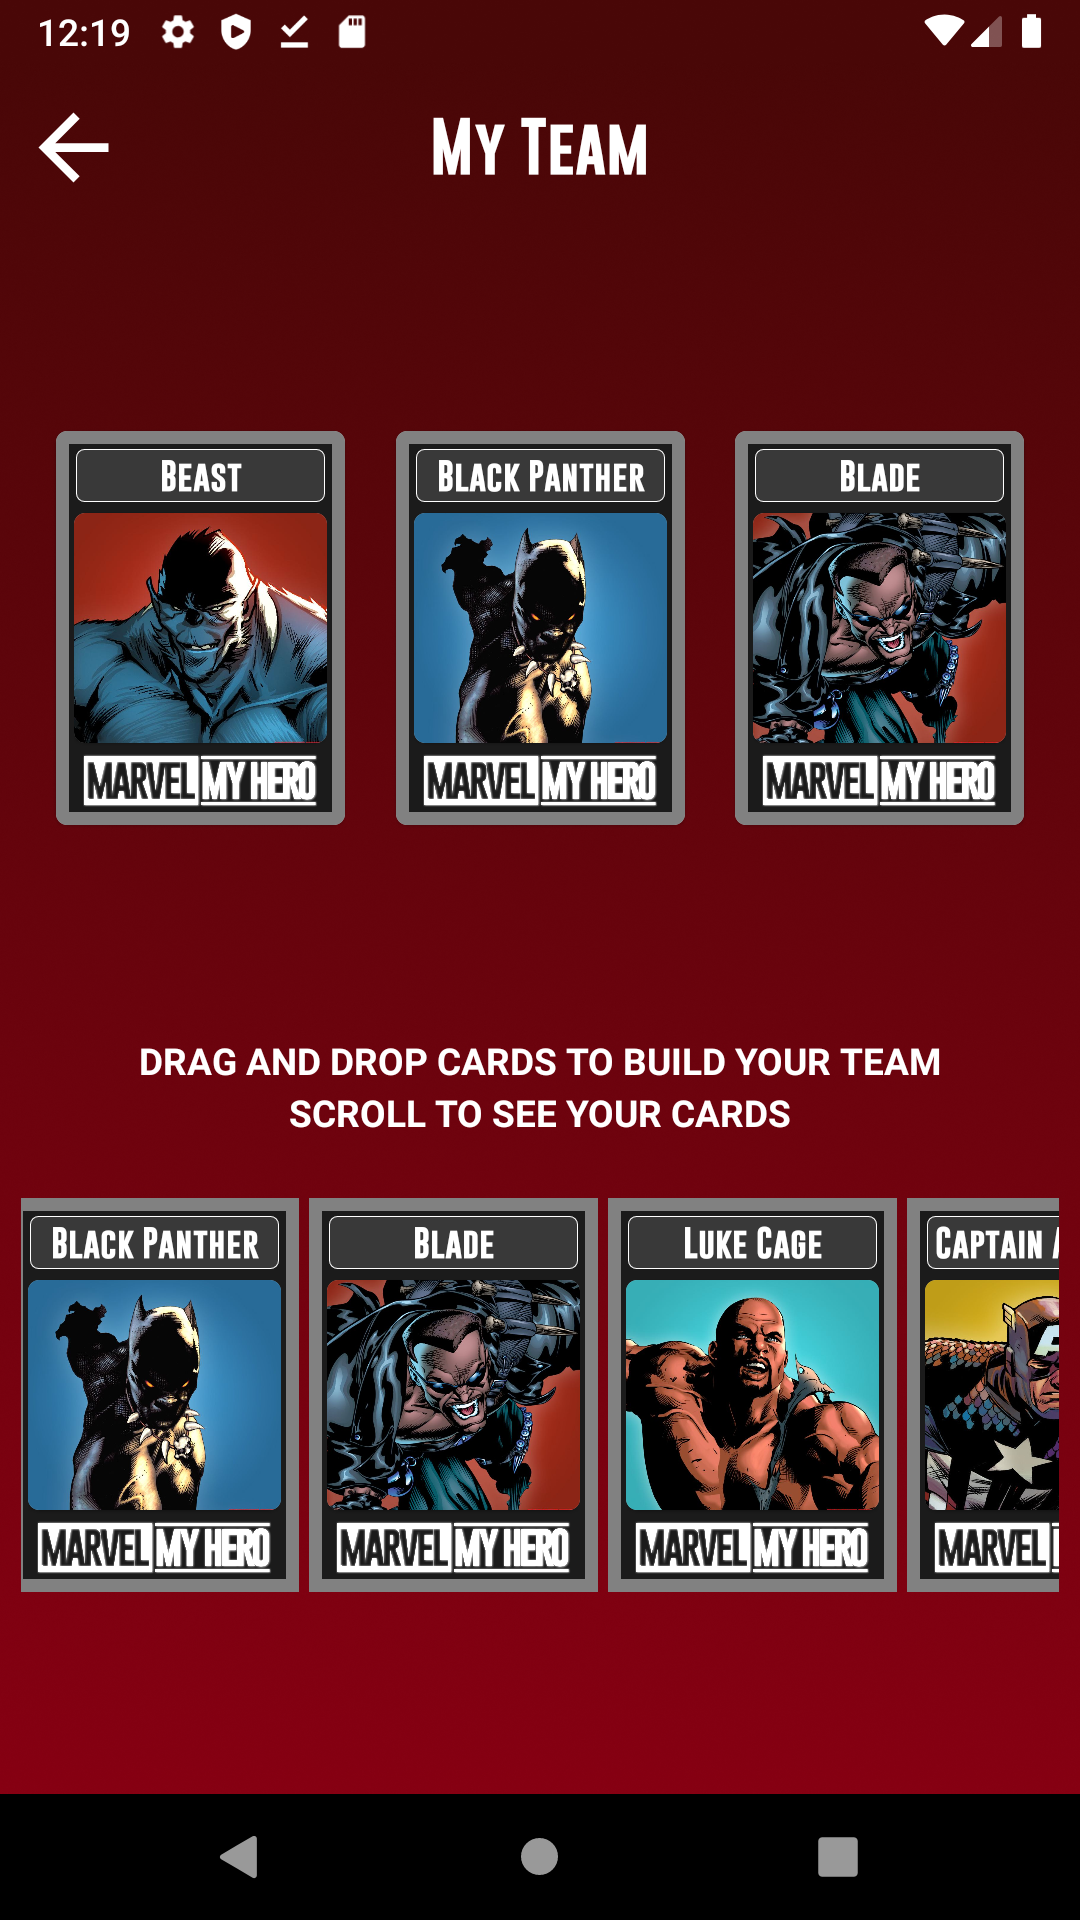 12:19
My Team
Beast
Black Panther
Blade
MARVEL MY HERO
MARVEL MY HERO
MARVEL MY HERO
DRAG AND DROP CARDS TO BUILD YOUR TEAM
SCROLL TO SEE YOUR CARDS
Black Panther
Blade
Luke Cage
Captain
MARVEL MY HERO
MARVEL MY HERO
MARVEL MY HERO
MARVEL